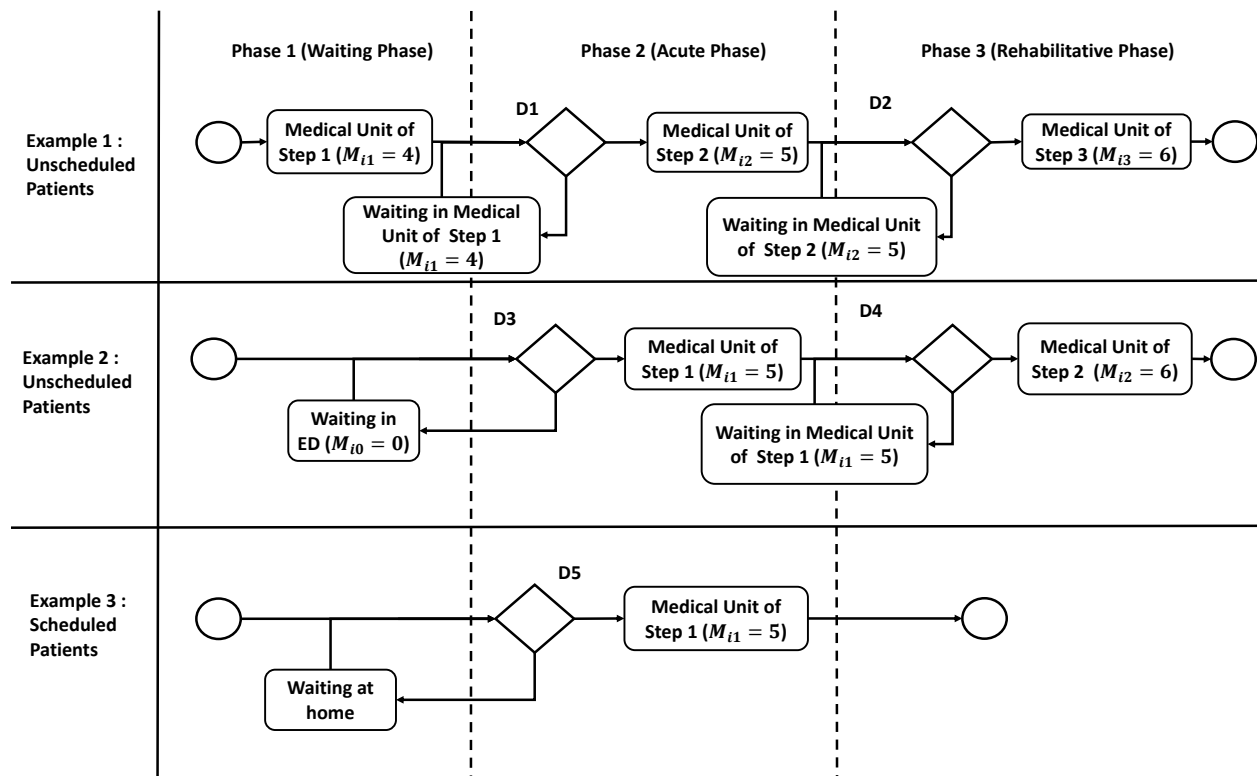 Phase 1 (Waiting Phase)
Phase 2 (Acute Phase)
Phase 3 (Rehabilitative Phase)
Example 1 :
Unscheduled
Patients
Medical Unit of
Step 1 (M_{i1} = 4)
D1
Medical Unit of
Step 2 (M_{i2} = 5)
D2
Medical Unit of
Step 3 (M_{i3} = 6)
Waiting in Medical
Unit of Step 1
(M_{i1} = 4)
Waiting in Medical Unit
of Step 2 (M_{i2} = 5)
Example 2 :
Unscheduled
Patients
D3
Medical Unit of
Step 1 (M_{i1} = 5)
D4
Medical Unit of
Step 2 (M_{i2} = 6)
Waiting in
ED (M_{i0} = 0)
Waiting in Medical Unit
of Step 1 (M_{i1} = 5)
Example 3 :
Scheduled
Patients
D5
Medical Unit of
Step 1 (M_{i1} = 5)
Waiting at
home